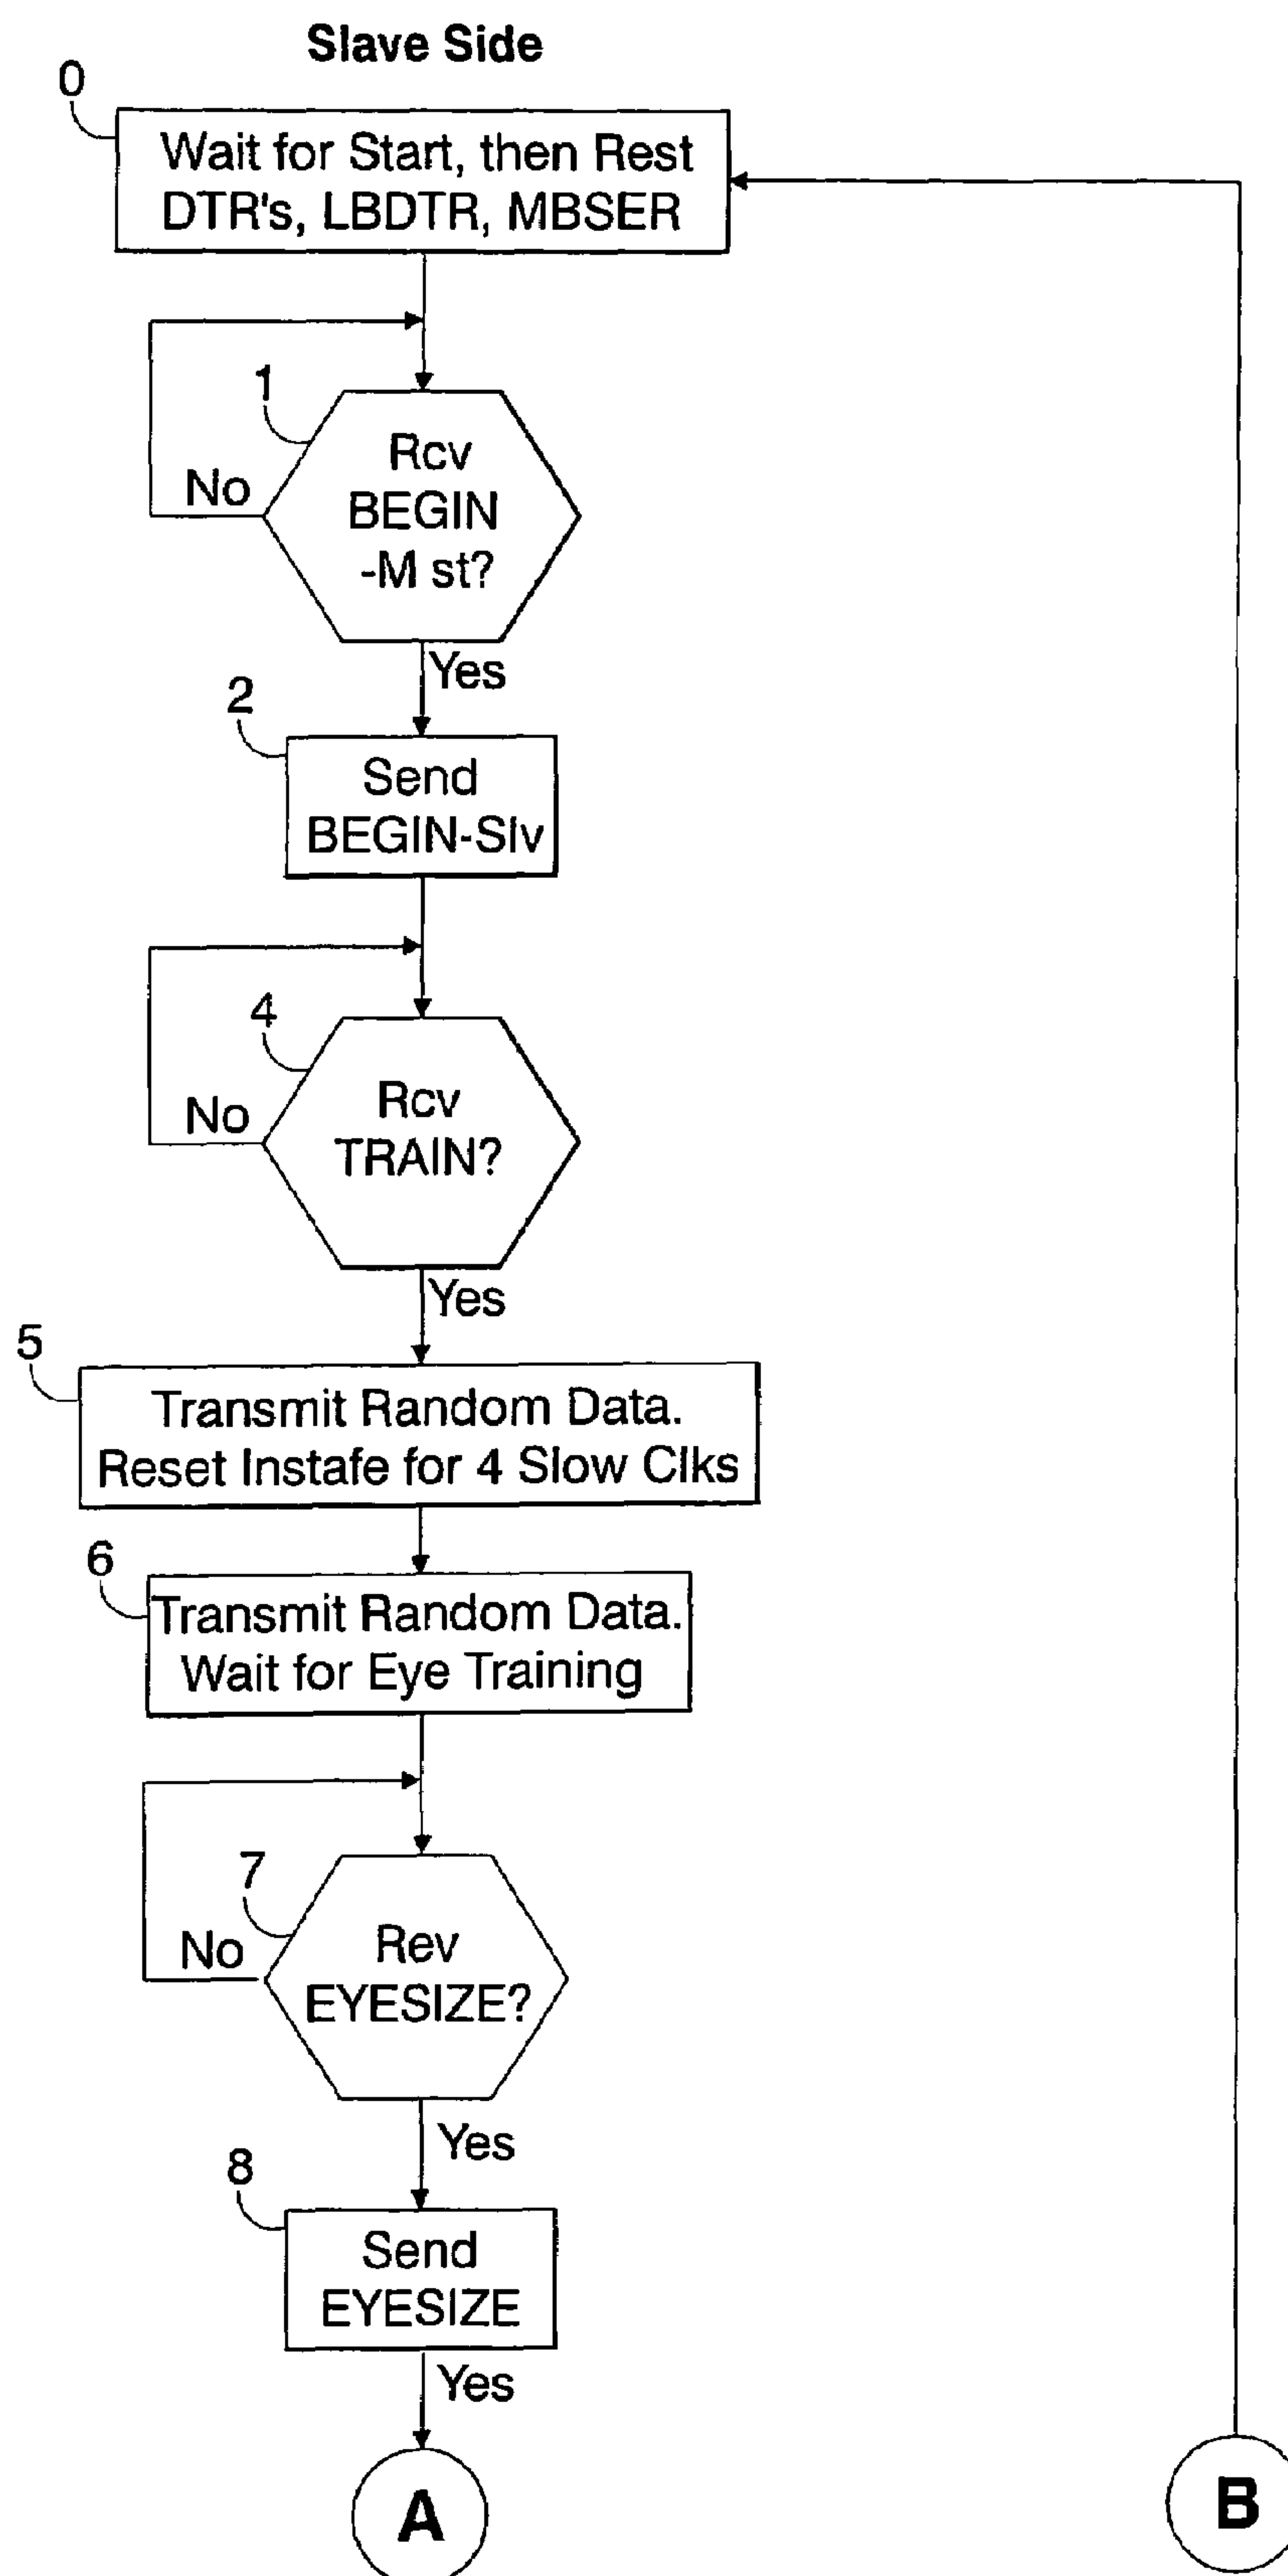 Slave Side
0
Wait for Start, then Rest
DTR's, LBDTR, MBSER
1
Rcv
BEGIN
-M st?
No
Yes
2
Send
BEGIN-Slv
4
Rcv
TRAIN?
No
Yes
5
Transmit Random Data.
Reset Instafe for 4 Slow Clks
6
Transmit Random Data.
Wait for Eye Training
7
Rev
EYESIZE?
No
Yes
8
Send
EYESIZE
Yes
A
B